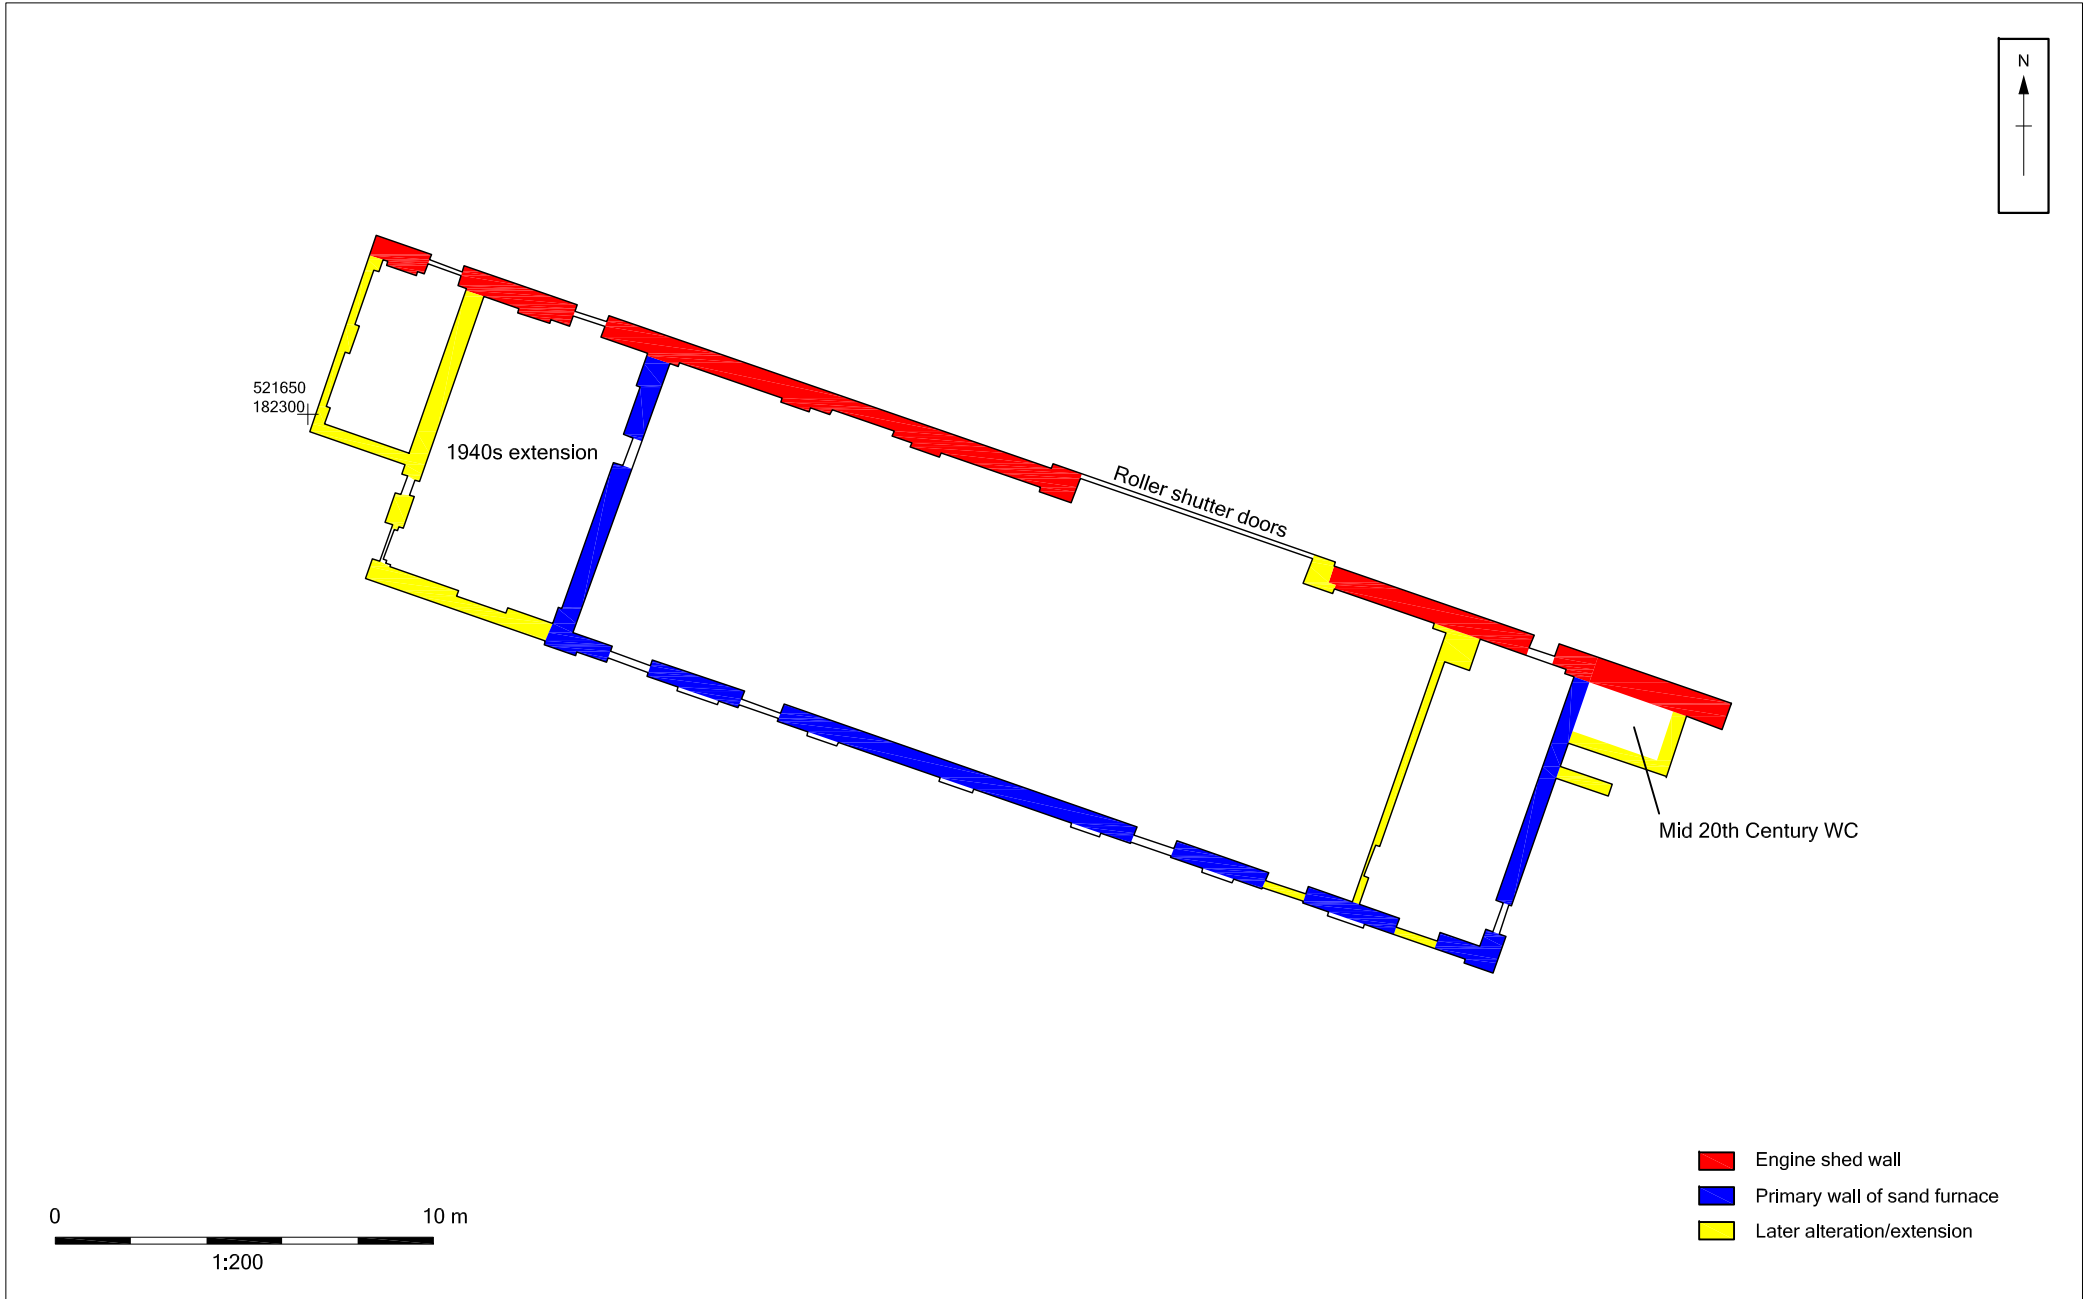 N
521650
182300
1940s extension
Roller shutter doors
Mid 20th Century WC
Engine shed wall
Primary wall of sand furnace
Later alteration/extension
0 10 m
1:200